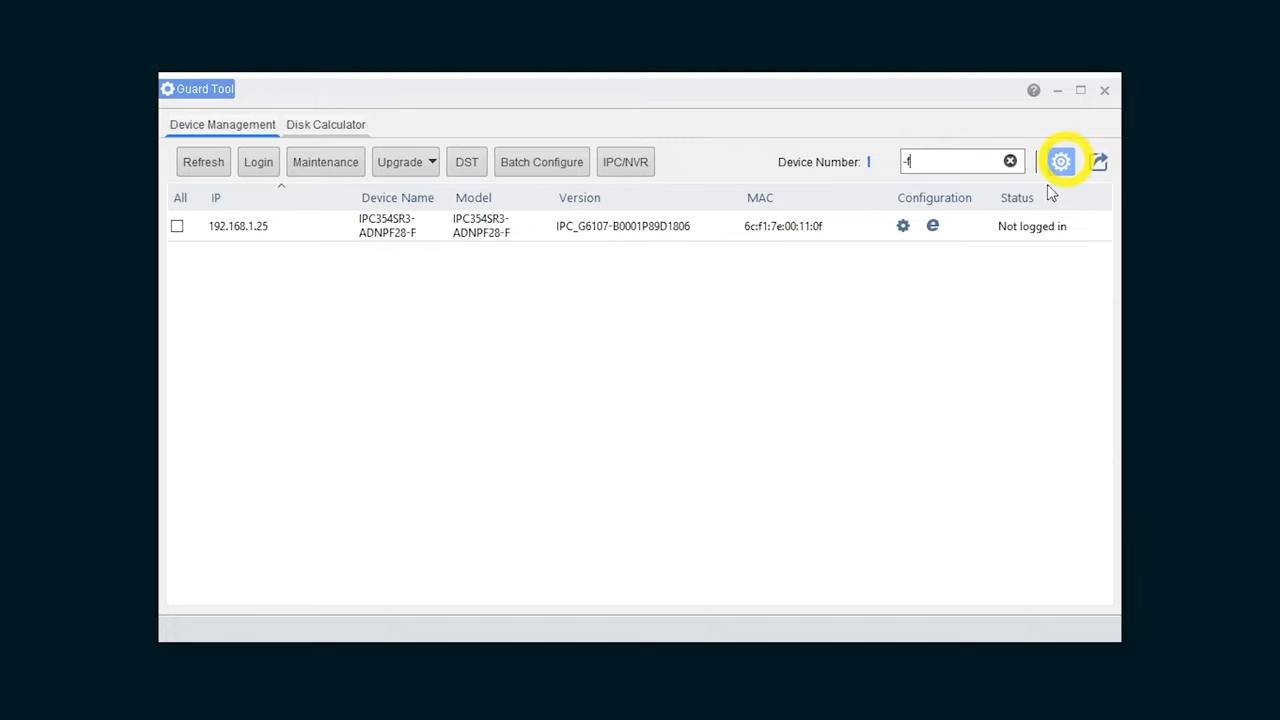 Guard Tool
Device Management Disk Calculator
Refresh Login Maintenance Upgrade DST Batch Configure IPC/NVR Device Number: 1 -f
All IP Device Name Model Version MAC Configuration Status
192.168.1.25 IPC354SR3-ADNPF28-F IPC354SR3-ADNPF28-F IPC_G6107-B0001P89D1806 6c:f1:7e:00:11:0f Not logged in